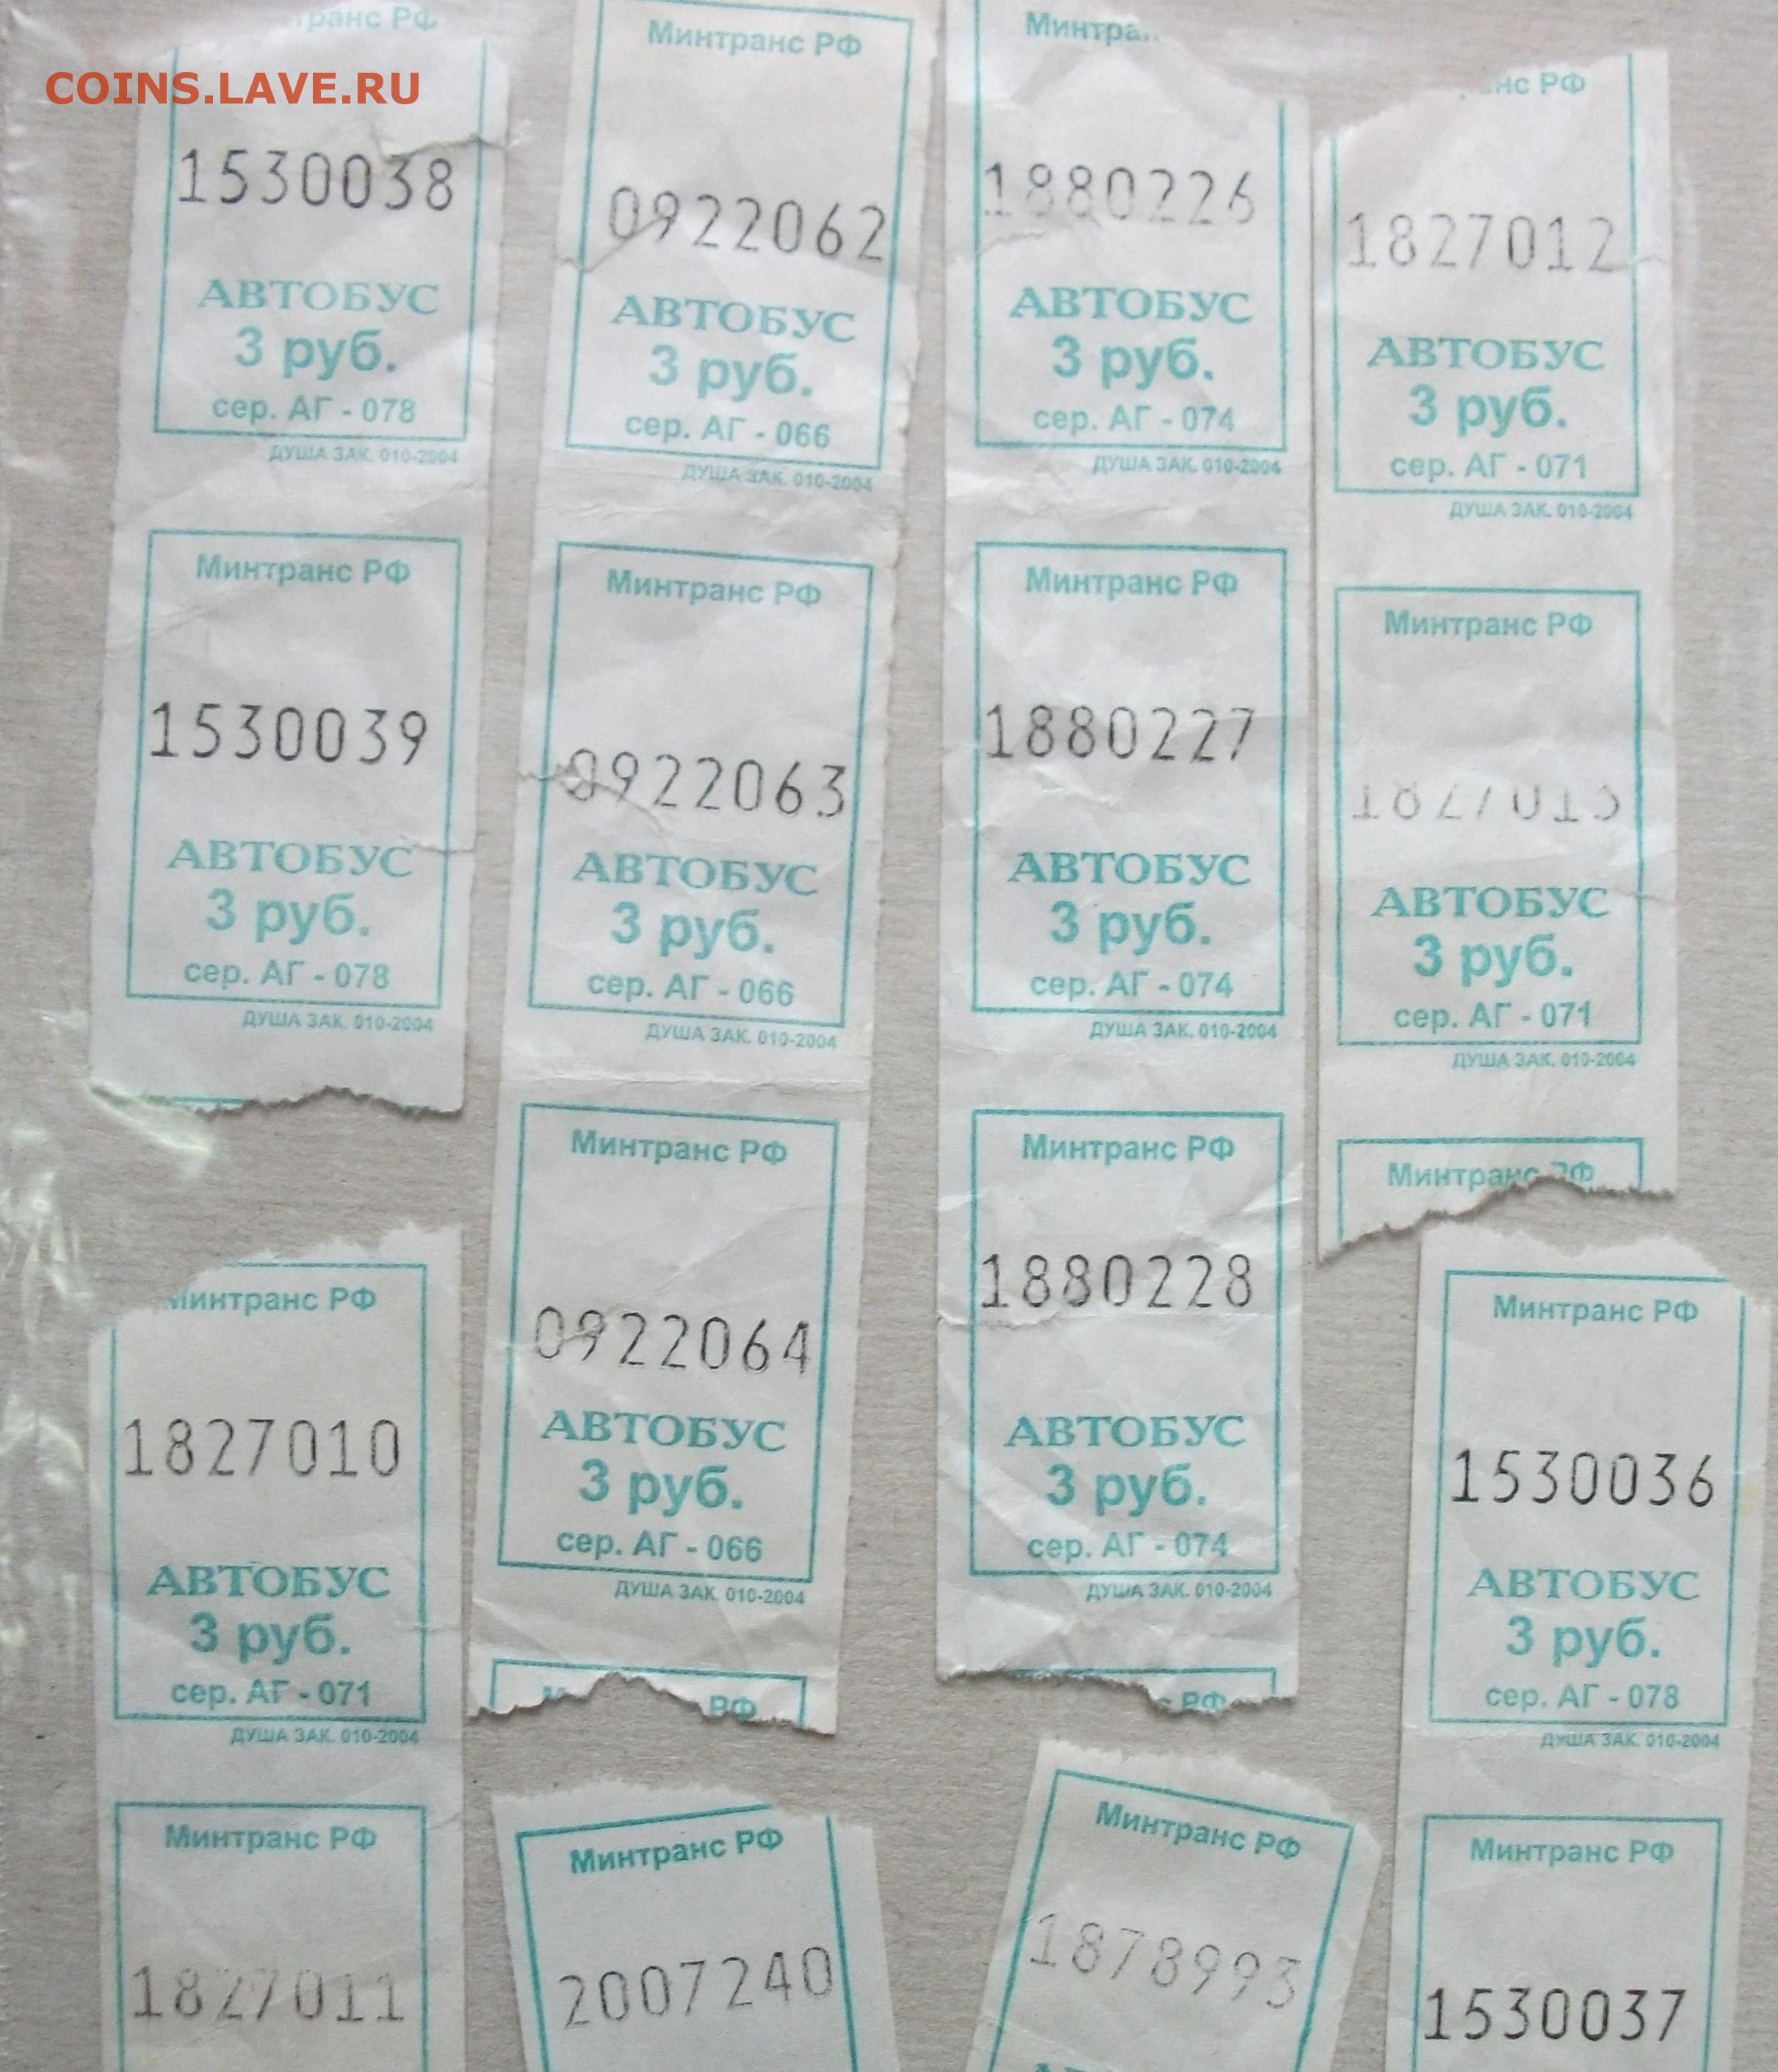 COINS.LAVE.RU
1530038
АВТОБУС
3 руб.
сер. АГ - 078
ДУША ЗАК. 010-2004
Минтранс РФ
1530039
АВТОБУС
3 руб.
сер. АГ - 078
ДУША ЗАК. 010-2004
Минтранс РФ
0922062
АВТОБУС
3 руб.
сер. АГ - 066
ДУША ЗАК. 010-2004
Минтранс РФ
0922063
АВТОБУС
3 руб.
сер. АГ - 066
ДУША ЗАК. 010-2004
Минтранс РФ
0922064
АВТОБУС
3 руб.
сер. АГ - 066
ДУША ЗАК. 010-2004
РФ
1880226
АВТОБУС
3 руб.
сер. АГ - 074
ДУША ЗАК. 010-2004
Минтранс РФ
1880227
АВТОБУС
3 руб.
сер. АГ - 074
ДУША ЗАК. 010-2004
Минтранс РФ
1880228
АВТОБУС
3 руб.
сер. АГ - 074
ДУША ЗАК. 010-2004
РФ
РФ
1827012
АВТОБУС
3 руб.
сер. АГ - 071
ДУША ЗАК. 010-2004
Минтранс РФ
1827013
АВТОБУС
3 руб.
сер. АГ - 071
ДУША ЗАК. 010-2004
Минтранс РФ
Минтранс РФ
1827010
АВТОБУС
3 руб.
сер. АГ - 071
ДУША ЗАК. 010-2004
Минтранс РФ
1827011
Минтранс РФ
2007240
Минтранс РФ
1878993
Минтранс РФ
1530036
АВТОБУС
3 руб.
сер. АГ - 078
ДУША ЗАК. 010-2004
Минтранс РФ
1530037